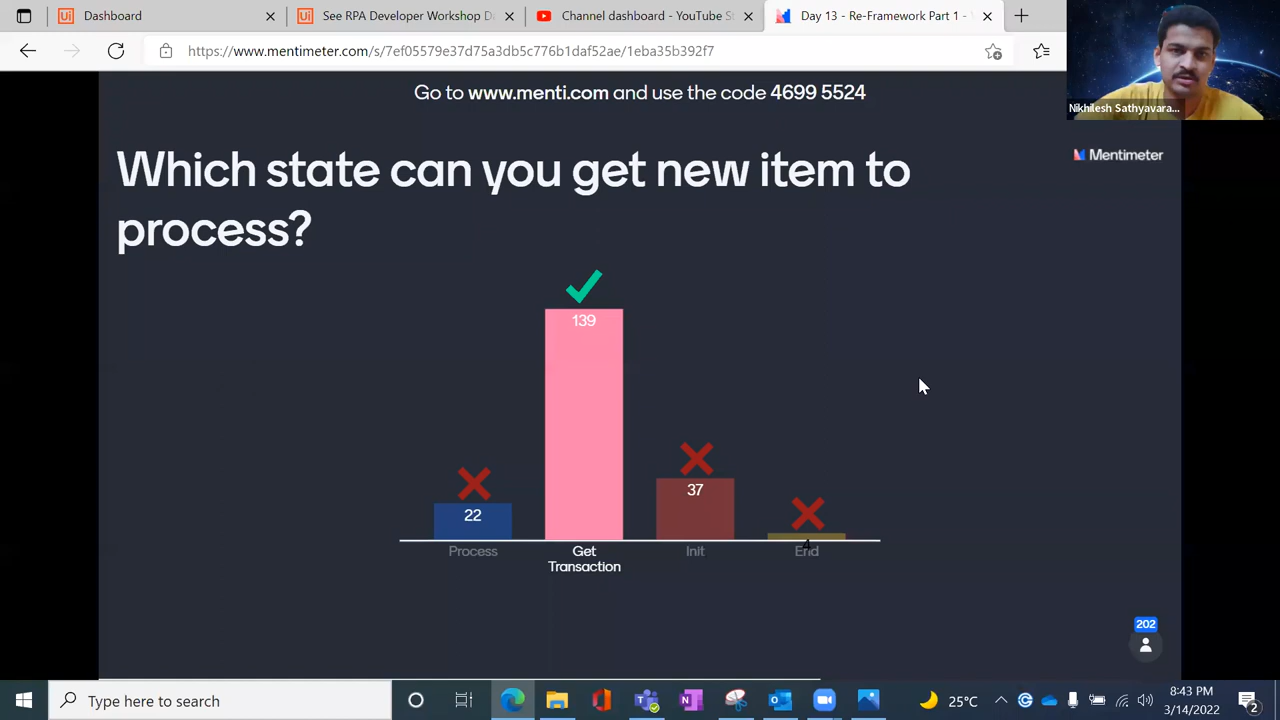 Dashboard
See RPA Developer Workshop D
Channel dashboard - YouTube S
Day 13 - Re-Framework Part 1 -
https://www.mentimeter.com/s/7ef05579e37d75a3db5c776b1daf52ae/1eba35b392f7
Nikhilesh Sathyavara...
Go to www.menti.com and use the code 4699 5524
Mentimeter
Which state can you get new item to
process?
139
22
37
4
Process
Get
Transaction
Init
End
202
Type here to search
25°C
8:43 PM
3/14/2022
2